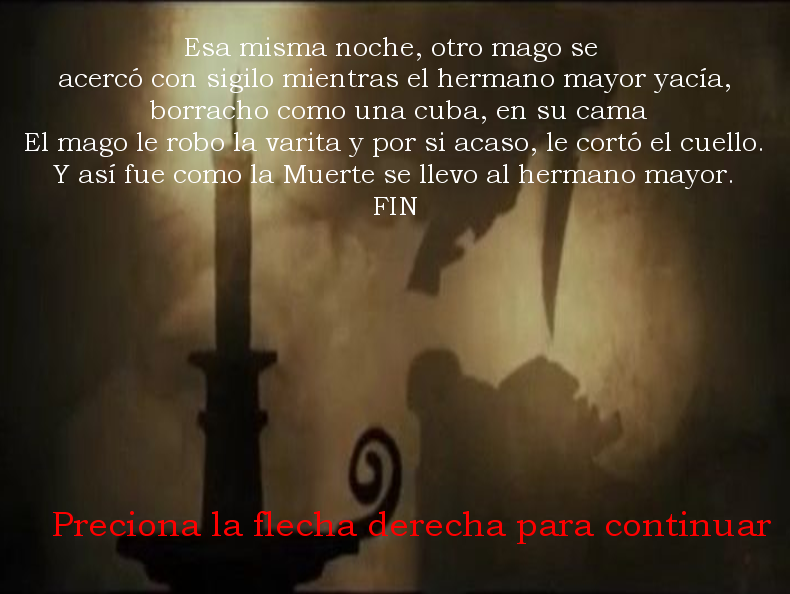 Esa misma noche, otro mago se
acercó con sigilo mientras el hermano mayor yacía,
borracho como una cuba, en su cama
El mago le robo la varita y por si acaso, le cortó el cuello.
Y así fue como la Muerte se llevo al hermano mayor.
FIN
Preciona la flecha derecha para continuar